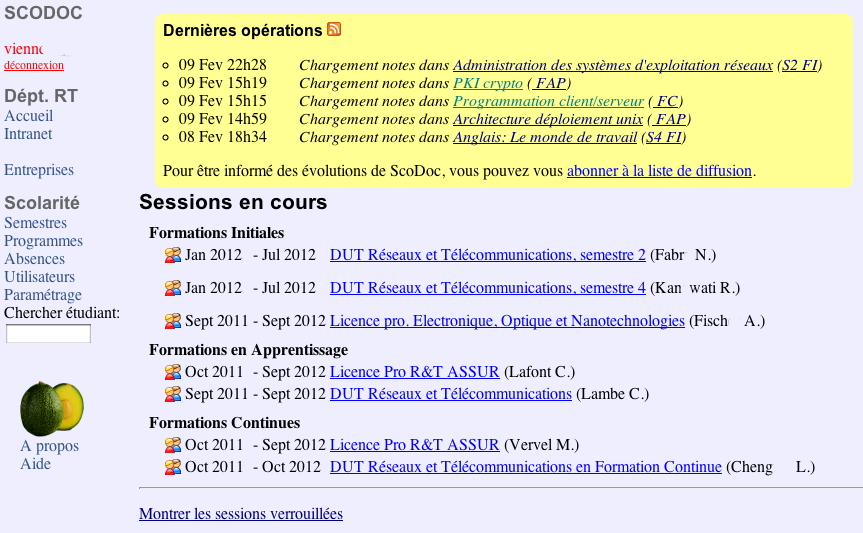 SCODOC
vienne
déconnexion
Dépt. RT
Accueil
Intranet
Entreprises
Scolarité
Semestres
Programmes
Absences
Utilisateurs
Paramétrage
Chercher étudiant:
A propos
Aide
Dernières opérations
09 Fev 22h28 Chargement notes dans Administration des systèmes d'exploitation réseaux (S2 FI)
09 Fev 15h19 Chargement notes dans PKI crypto ( FAP)
09 Fev 15h15 Chargement notes dans Programmation client/serveur ( FC)
09 Fev 14h59 Chargement notes dans Architecture déploiement unix ( FAP)
08 Fev 18h34 Chargement notes dans Anglais: Le monde de travail (S4 FI)
Pour être informé des évolutions de ScoDoc, vous pouvez vous abonner à la liste de diffusion.
Sessions en cours
Formations Initiales
Jan 2012 - Jul 2012 DUT Réseaux et Télécommunications, semestre 2 (Fabr N.)
Jan 2012 - Jul 2012 DUT Réseaux et Télécommunications, semestre 4 (Kan wati R.)
Sept 2011 - Sept 2012 Licence pro. Electronique, Optique et Nanotechnologies (Fisch A.)
Formations en Apprentissage
Oct 2011 - Sept 2012 Licence Pro R&T ASSUR (Lafont C.)
Sept 2011 - Sept 2012 DUT Réseaux et Télécommunications (Lambe C.)
Formations Continues
Oct 2011 - Sept 2012 Licence Pro R&T ASSUR (Vervel M.)
Oct 2011 - Oct 2012 DUT Réseaux et Télécommunications en Formation Continue (Cheng L.)
Montrer les sessions verrouillées